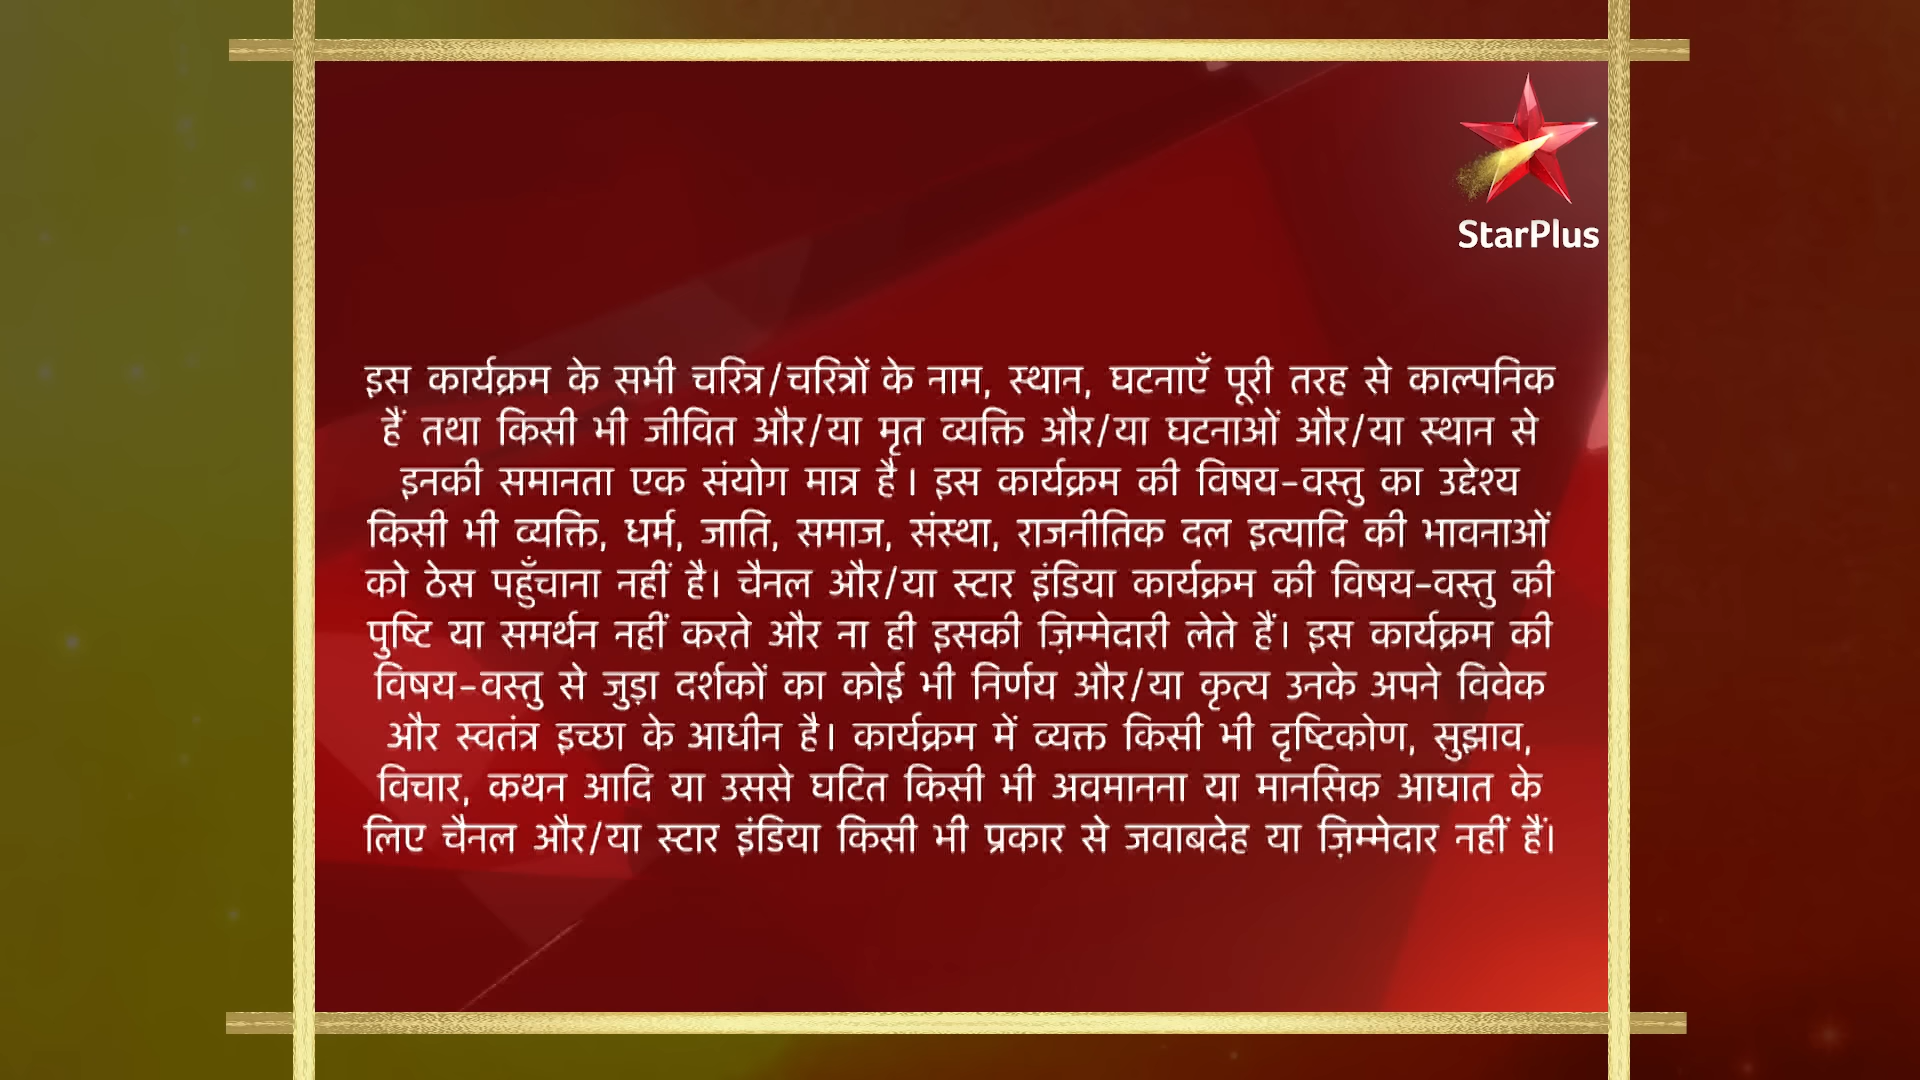 StarPlus
इस कार्यक्रम के सभी चरित्र/चरित्रों के नाम, स्थान, घटनाएँ पूरी तरह से काल्पनिक
हैं तथा किसी भी जीवित और/या मृत व्यक्ति और/या घटनाओं और/या स्थान से
इनकी समानता एक संयोग मात्र है। इस कार्यक्रम की विषय-वस्तु का उद्देश्य
किसी भी व्यक्ति, धर्म, जाति, समाज, संस्था, राजनीतिक दल इत्यादि की भावनाओं
को ठेस पहुँचाना नहीं है। चैनल और/या स्टार इंडिया कार्यक्रम की विषय-वस्तु की
पुष्टि या समर्थन नहीं करते और ना ही इसकी ज़िम्मेदारी लेते हैं। इस कार्यक्रम की
विषय-वस्तु से जुड़ा दर्शकों का कोई भी निर्णय और/या कृत्य उनके अपने विवेक
और स्वतंत्र इच्छा के आधीन है। कार्यक्रम में व्यक्त किसी भी दृष्टिकोण, सुझाव,
विचार, कथन आदि या उससे घटित किसी भी अवमानना या मानसिक आघात के
लिए चैनल और/या स्टार इंडिया किसी भी प्रकार से जवाबदेह या ज़िम्मेदार नहीं हैं।